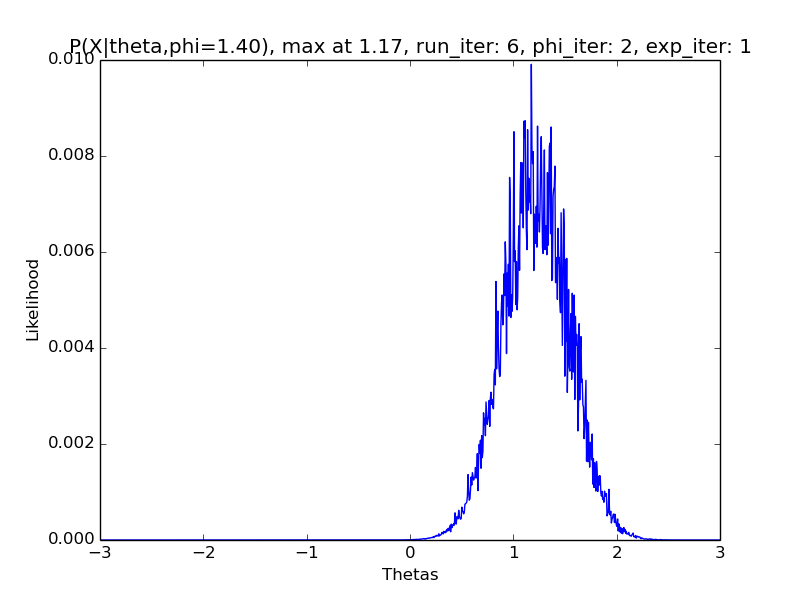 P(X|theta,phi=1.40), max at 1.17, run_iter: 6, phi_iter: 2, exp_iter: 1
0.010
0.008
0.006
0.004
0.002
0.000
Likelihood
−3 −2 −1 0 1 2 3
Thetas